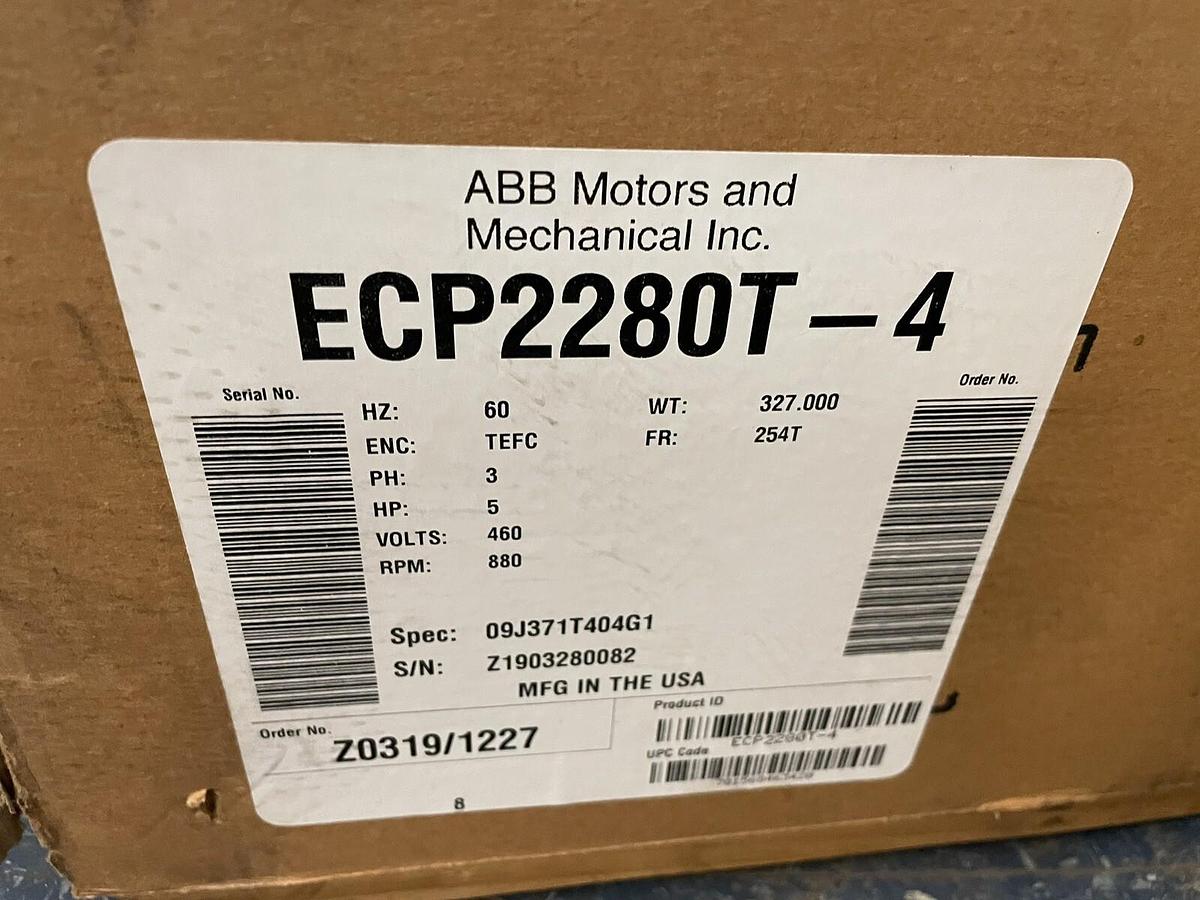 ABB Motors and
Mechanical Inc.
ECP2280T-4
Serial No.
Order No.
HZ: 60 WT: 327.000
ENC: TEFC FR: 254T
PH: 3
HP: 5
VOLTS: 460
RPM: 880
Spec: 09J371T404G1
S/N: Z1903280082
MFG IN THE USA
Order No. Z0319/1227
Product ID
ECP2280T-4
UPC Code
8